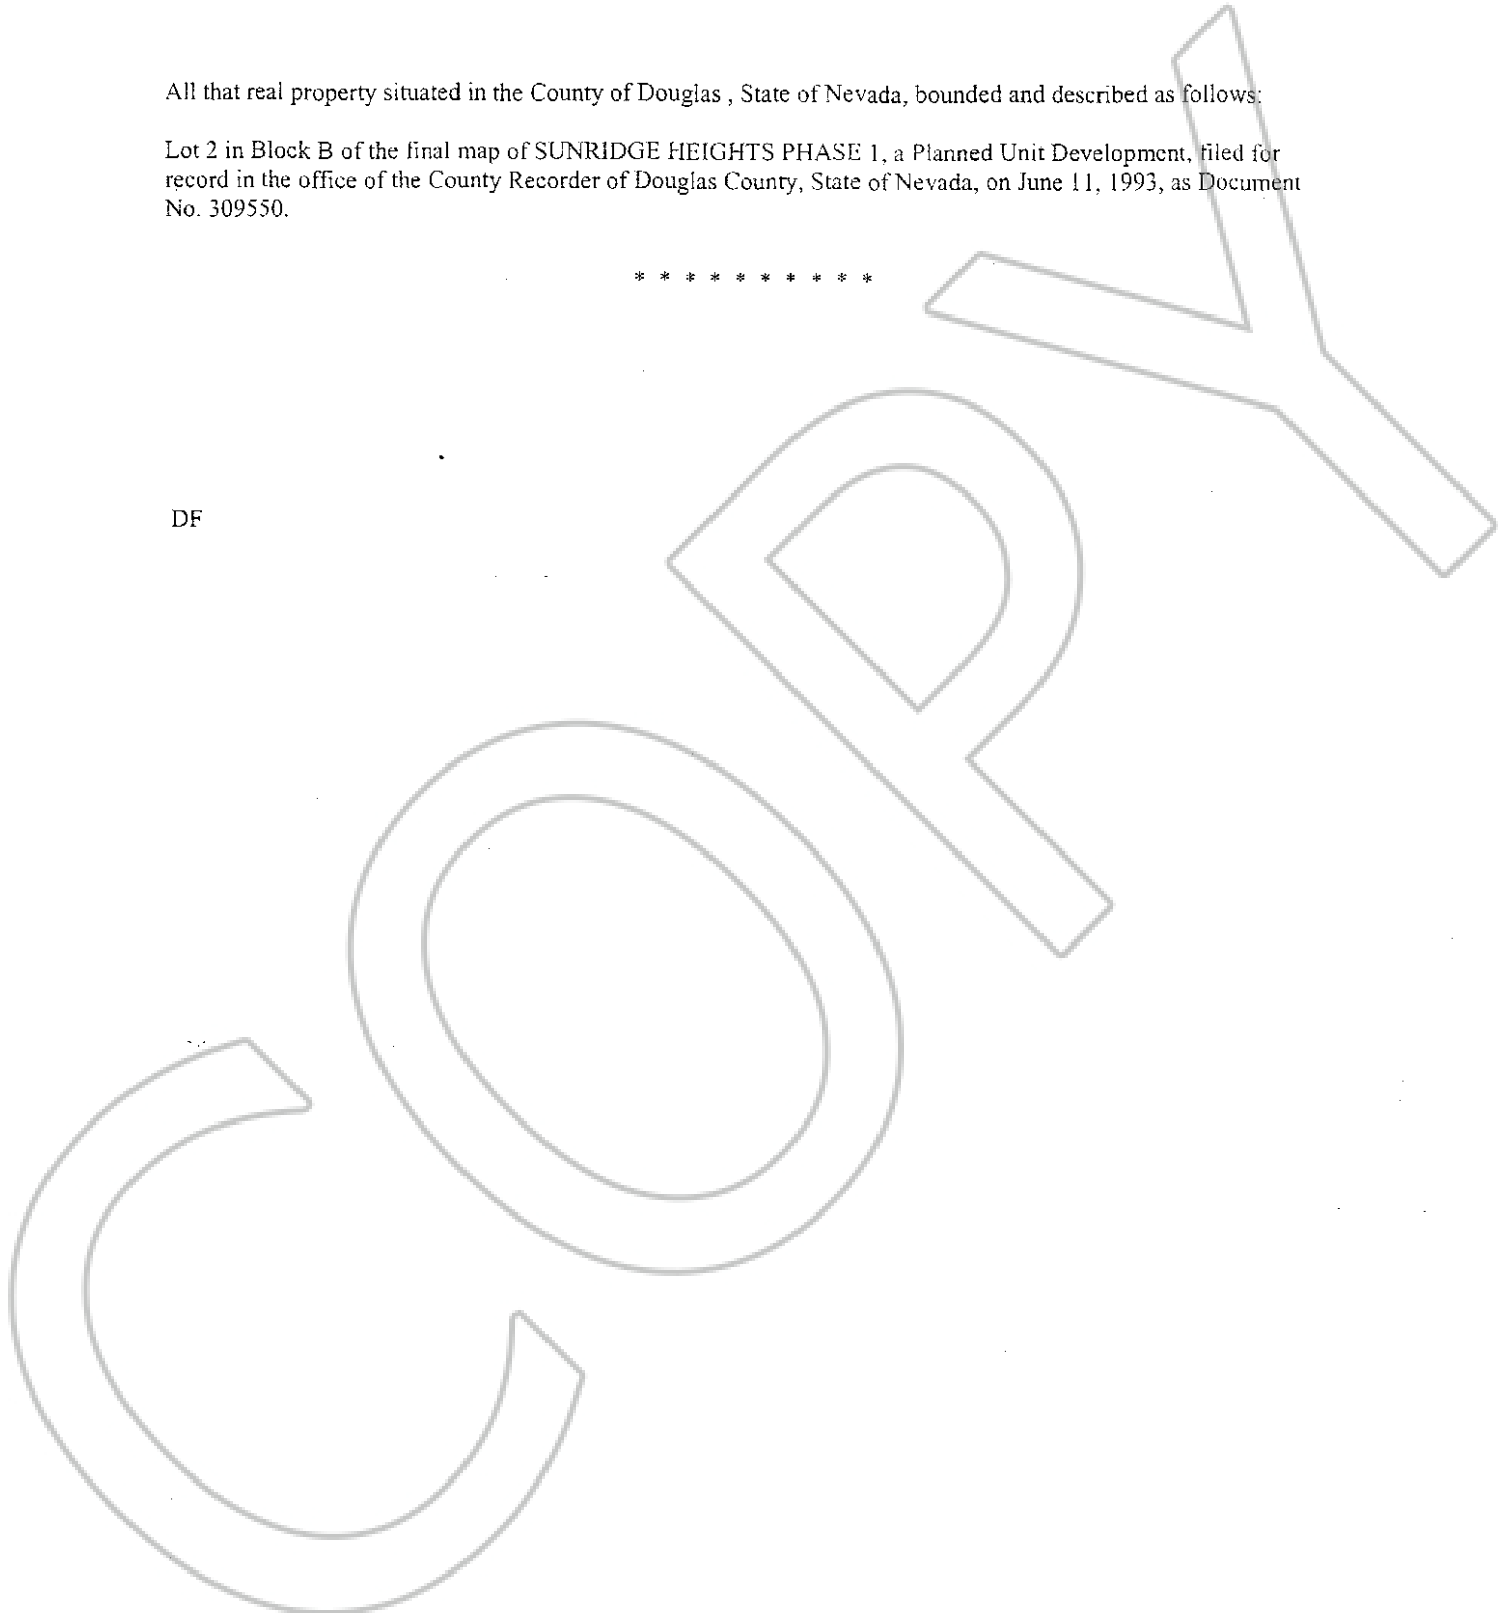 All that real property situated in the County of Douglas , State of Nevada, bounded and described as follows:
Lot 2 in Block B of the final map of SUNRIDGE HEIGHTS PHASE 1, a Planned Unit Development, filed for
record in the office of the County Recorder of Douglas County, State of Nevada, on June 11, 1993, as Document
No. 309550.
* * * * * * * * * *
DF
COPY